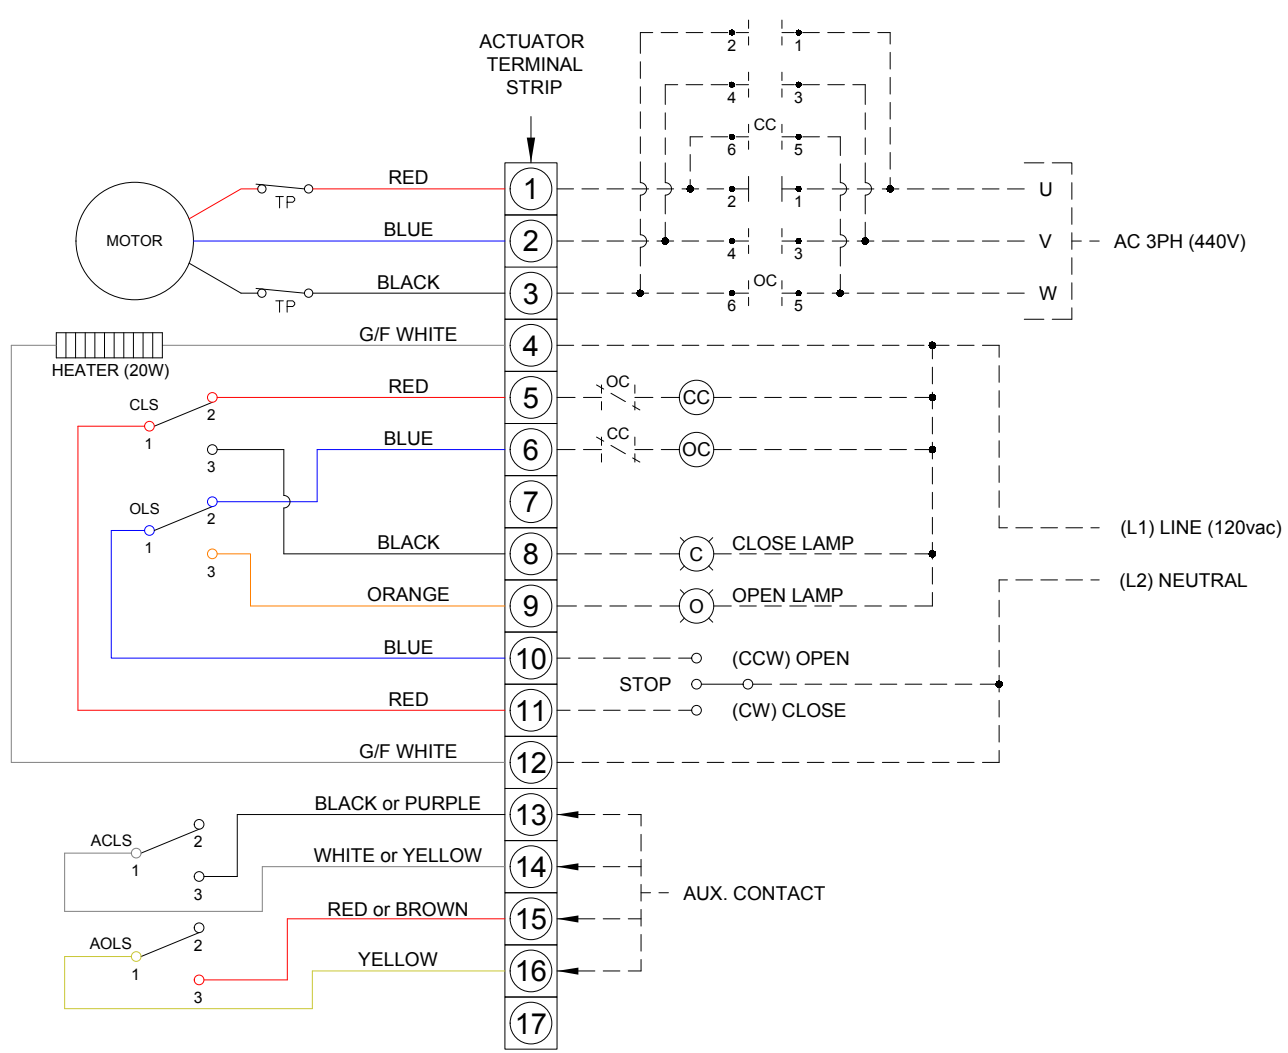 ACTUATOR
TERMINAL
STRIP
2 1
4 3
CC
6 5
RED 1 2 1 U
TP
MOTOR BLUE 2 4 3 V AC 3PH (440V)
OC
BLACK 3 6 5 W
TP
G/F WHITE 4
HEATER (20W)
RED 5 OC CC
CLS 2
1
BLUE 6 CC OC
3
7
OLS 2
1
(L1) LINE (120vac)
BLACK 8 C CLOSE LAMP
3
(L2) NEUTRAL
ORANGE 9 O OPEN LAMP
BLUE 10 (CCW) OPEN
STOP
RED 11 (CW) CLOSE
G/F WHITE 12
BLACK or PURPLE 13
ACLS 2
1
WHITE or YELLOW 14
3
AUX. CONTACT
RED or BROWN 15
AOLS 2
1
YELLOW 16
3
17